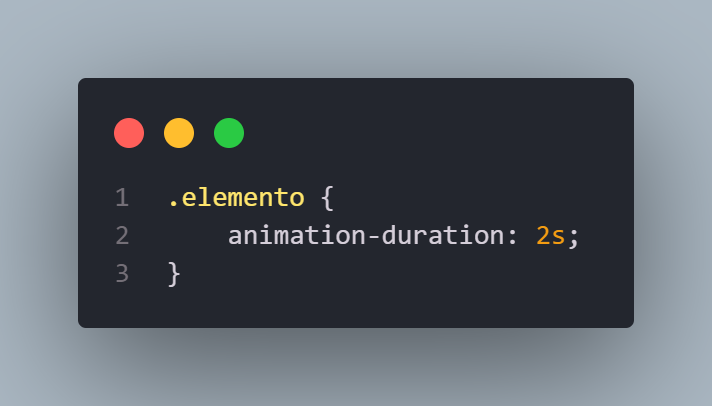 1 .elemento {
2     animation-duration: 2s;
3 }